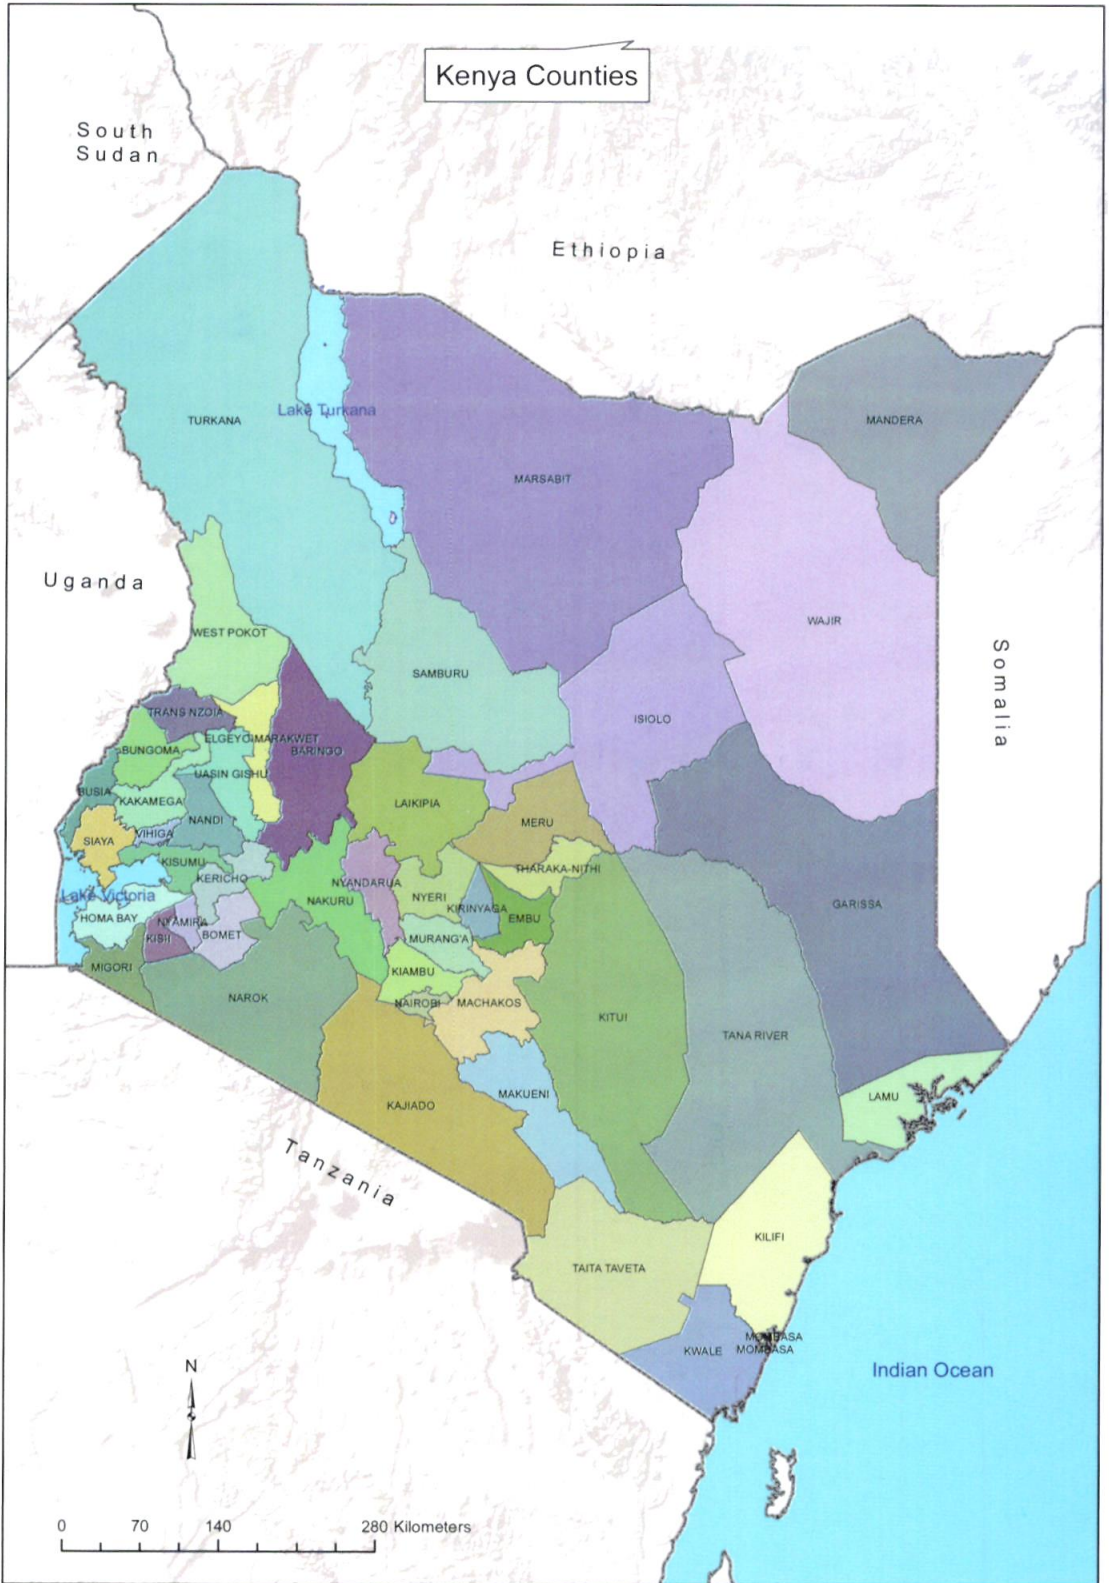 Kenya Counties
South
Sudan
Ethiopia
Lake Turkana
TURKANA
MANDERA
MARSABIT
Uganda
WAJIR
WEST POKOT
Somalia
SAMBURU
TRANS NZOIA
ISIOLO
ELGEYO/MARAKWET
BUNGOMA
BARINGO
UASIN GISHU
BUSIA
KAKAMEGA
LAIKIPIA
NANDI
MERU
VIHIGA
SIAYA
KISUMU
THARAKA-NITHI
KERICHO
NYANDARUA
Lake Victoria
NYERI
NAKURU
GARISSA
KIRINYAGA
HOMA BAY
NYAMIRA
EMBU
BOMET
KISII
MURANG'A
MIGORI
KIAMBU
NAROK
NAIROBI
MACHAKOS
KITUI
TANA RIVER
MAKUENI
LAMU
KAJIADO
Tanzania
KILIFI
TAITA TAVETA
MOMBASA
MOMBASA
KWALE
Indian Ocean
N
0 70 140 280 Kilometers